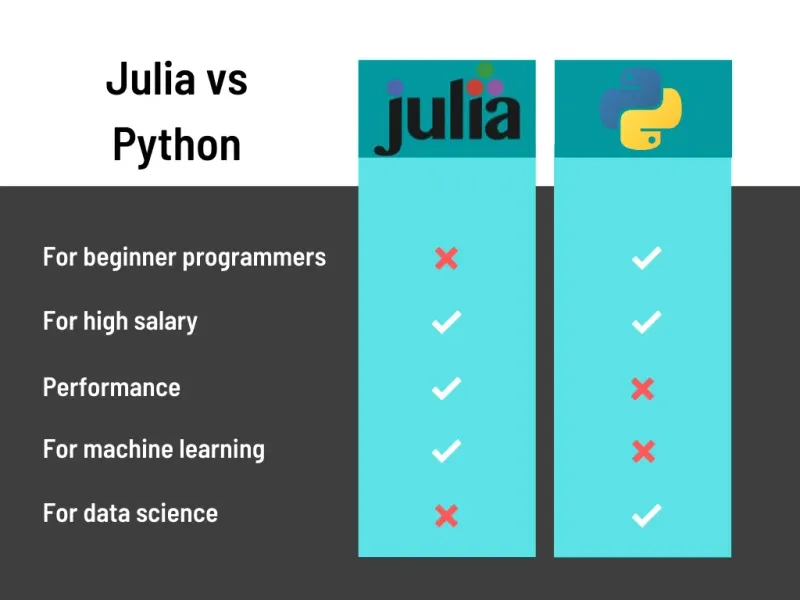 Julia vs
Python
julia
For beginner programmers
For high salary
Performance
For machine learning
For data science